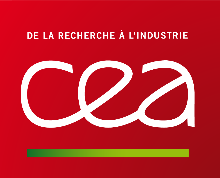 DE LA RECHERCHE À L'INDUSTRIE
cea